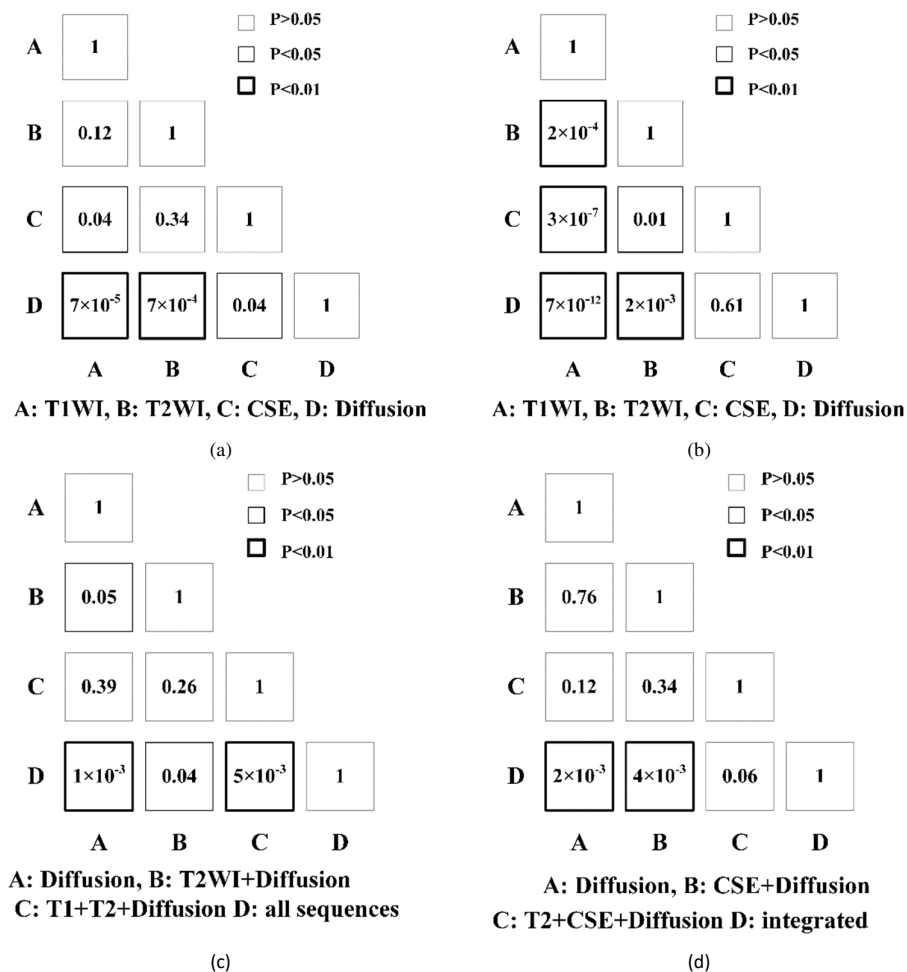 P>0.05
A 1
P<0.05
P<0.01
B 0.12 1
C 0.04 0.34 1
D 7×10⁻⁵ 7×10⁻⁴ 0.04 1
A B C D
A: T1WI, B: T2WI, C: CSE, D: Diffusion
(a)
P>0.05
A 1
P<0.05
P<0.01
B 2×10⁻⁴ 1
C 3×10⁻⁷ 0.01 1
D 7×10⁻¹² 2×10⁻³ 0.61 1
A B C D
A: T1WI, B: T2WI, C: CSE, D: Diffusion
(b)
P>0.05
A 1
P<0.05
P<0.01
B 0.05 1
C 0.39 0.26 1
D 1×10⁻³ 0.04 5×10⁻³ 1
A B C D
A: Diffusion, B: T2WI+Diffusion
C: T1+T2+Diffusion D: all sequences
(c)
P>0.05
A 1
P<0.05
P<0.01
B 0.76 1
C 0.12 0.34 1
D 2×10⁻³ 4×10⁻³ 0.06 1
A B C D
A: Diffusion, B: CSE+Diffusion
C: T2+CSE+Diffusion D: integrated
(d)